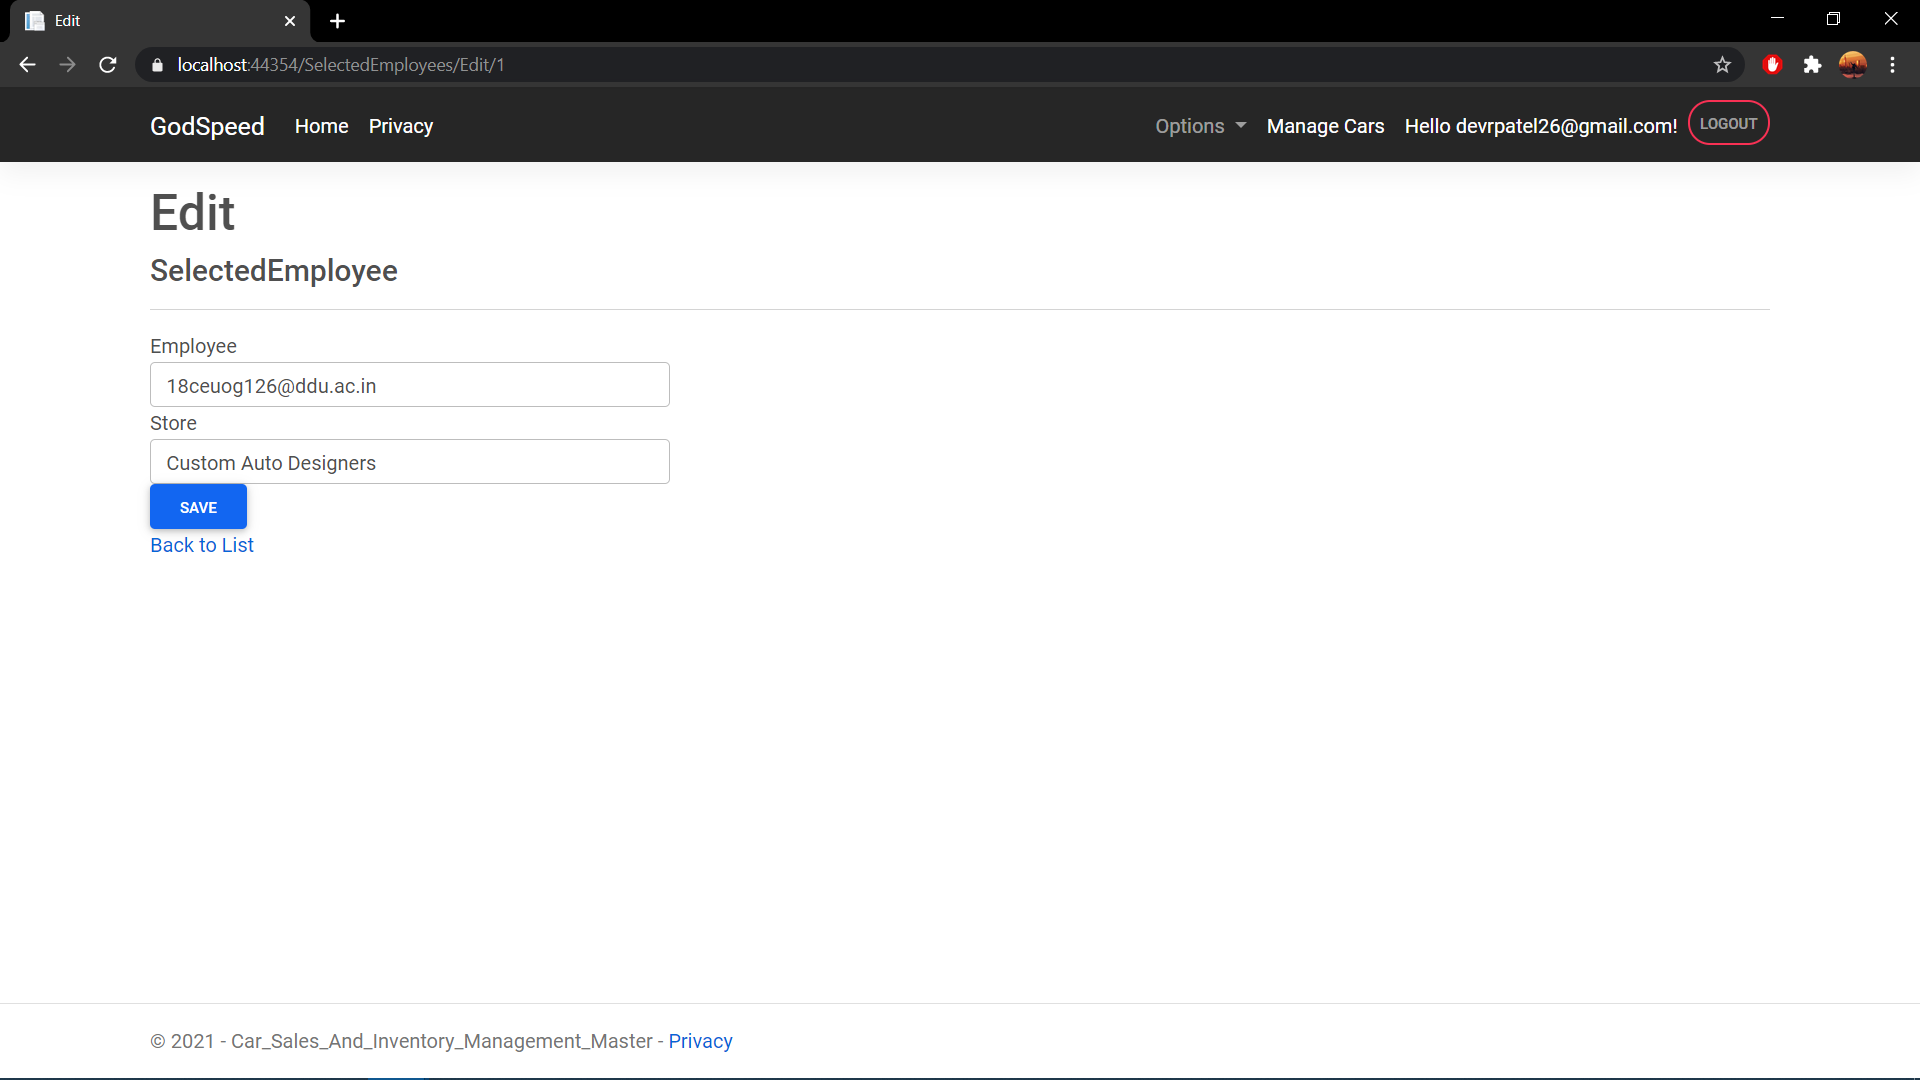 Edit
localhost:44354/SelectedEmployees/Edit/1
GodSpeed Home Privacy Options Manage Cars Hello devrpatel26@gmail.com! LOGOUT
Edit
SelectedEmployee
Employee
18ceuog126@ddu.ac.in
Store
Custom Auto Designers
SAVE
Back to List
© 2021 - Car_Sales_And_Inventory_Management_Master - Privacy